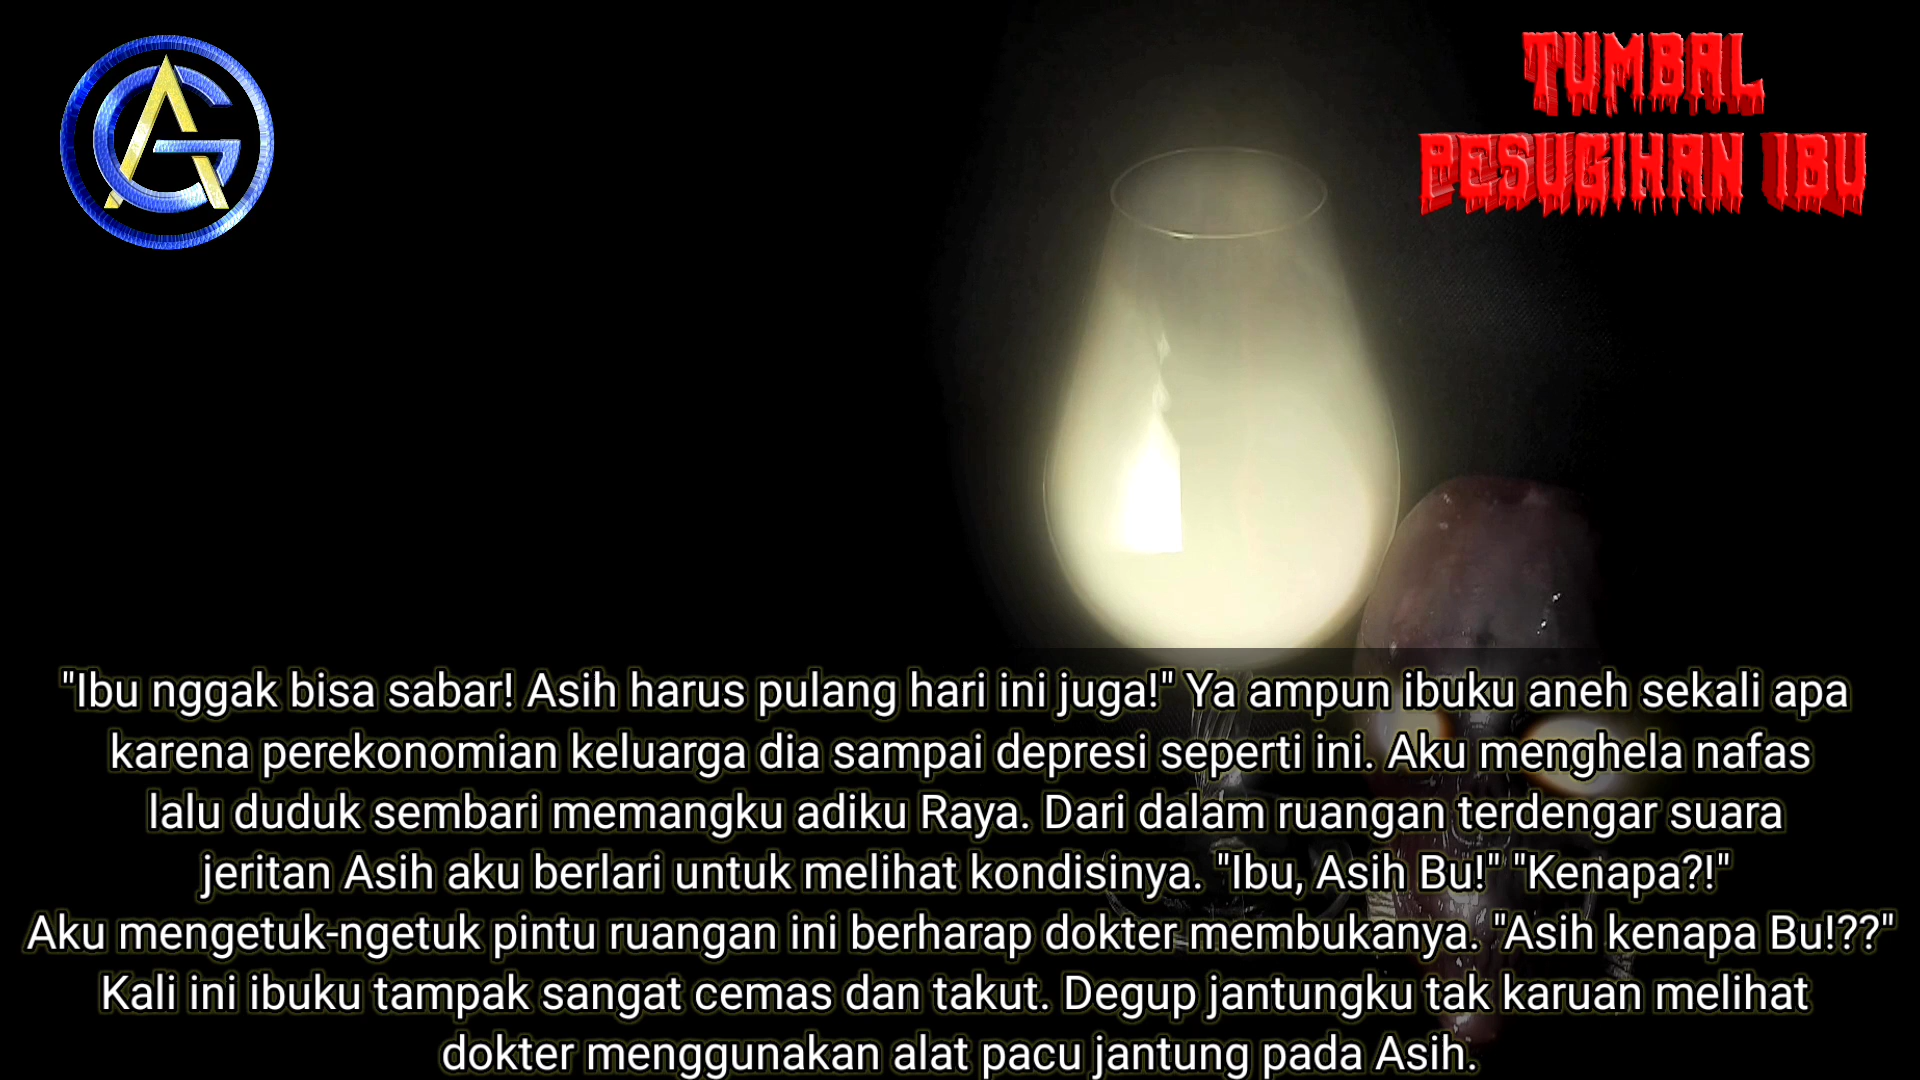 TUMBAL
PESUGIHAN IBU
"Ibu nggak bisa sabar! Asih harus pulang hari ini juga!" Ya ampun ibuku aneh sekali apa
karena perekonomian keluarga dia sampai depresi seperti ini. Aku menghela nafas
lalu duduk sembari memangku adiku Raya. Dari dalam ruangan terdengar suara
jeritan Asih aku berlari untuk melihat kondisinya. "Ibu, Asih Bu!" "Kenapa?!"
Aku mengetuk-ngetuk pintu ruangan ini berharap dokter membukanya. "Asih kenapa Bu!??"
Kali ini ibuku tampak sangat cemas dan takut. Degup jantungku tak karuan melihat
dokter menggunakan alat pacu jantung pada Asih.